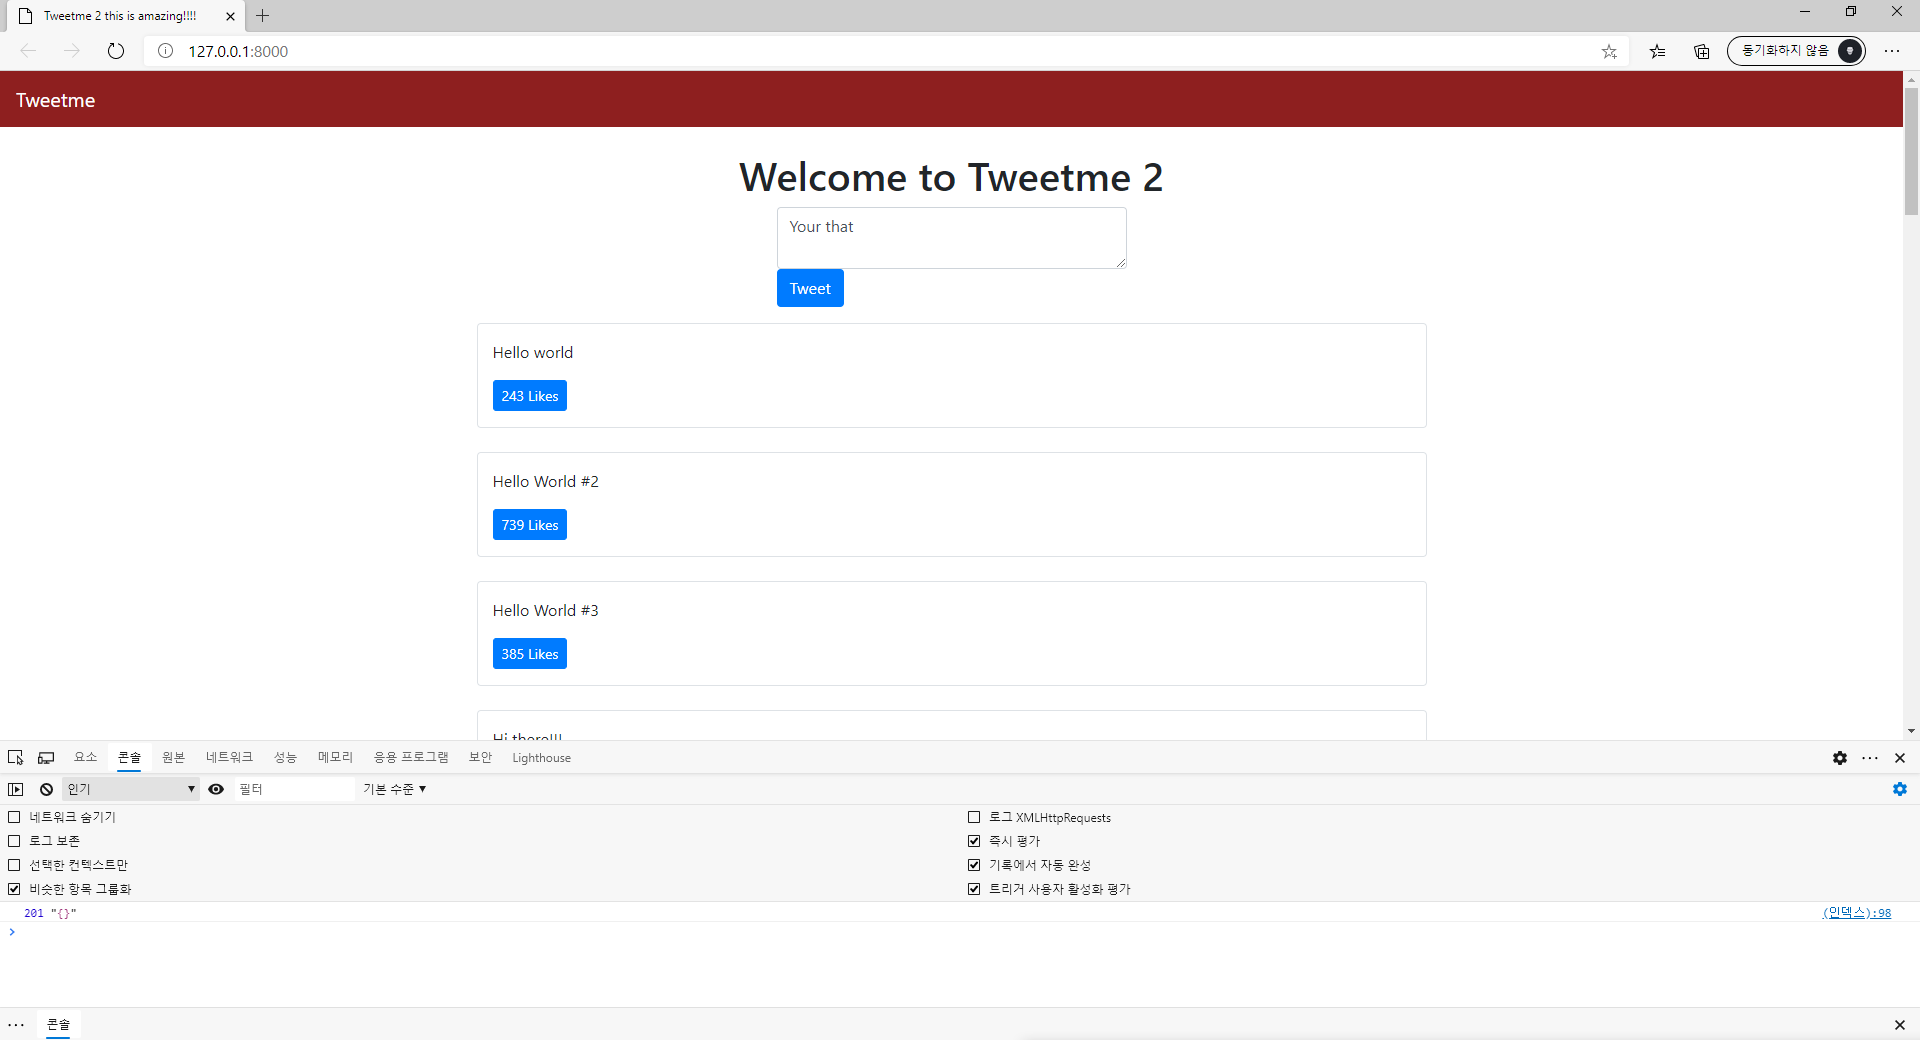 Tweetme 2 this is amazing!!!!
127.0.0.1:8000
동기화하지 않음
Tweetme
Welcome to Tweetme 2
Your that
Tweet
Hello world
243 Likes
Hello World #2
739 Likes
Hello World #3
385 Likes
Hi there!!!
요소 콘솔 원본 네트워크 성능 메모리 응용 프로그램 보안 Lighthouse
인기 필터 기본 수준
네트워크 숨기기 로그 XMLHttpRequests
로그 보존 즉시 평가
선택한 컨텍스트만 기록에서 자동 완성
비슷한 항목 그룹화 트리거 사용자 활성화 평가
201 "{}" (인덱스):98
콘솔